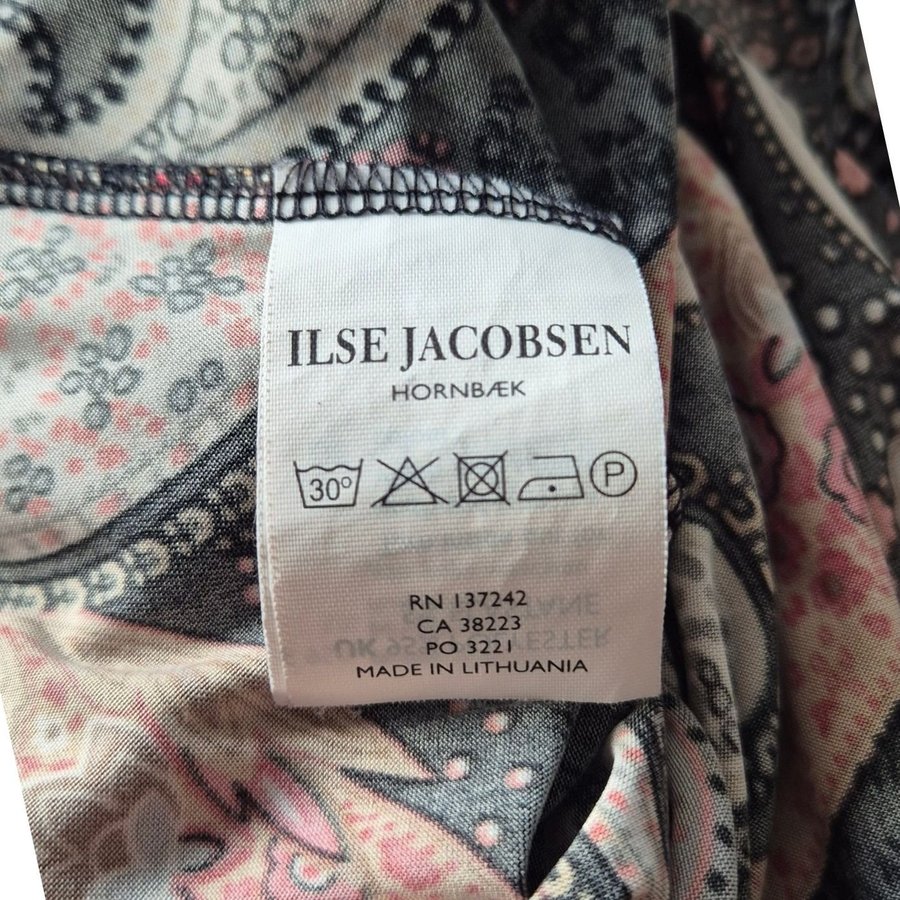 ILSE JACOBSEN
HORNBÆK
30°
P
RN 137242
CA 38223
PO 3221
MADE IN LITHUANIA